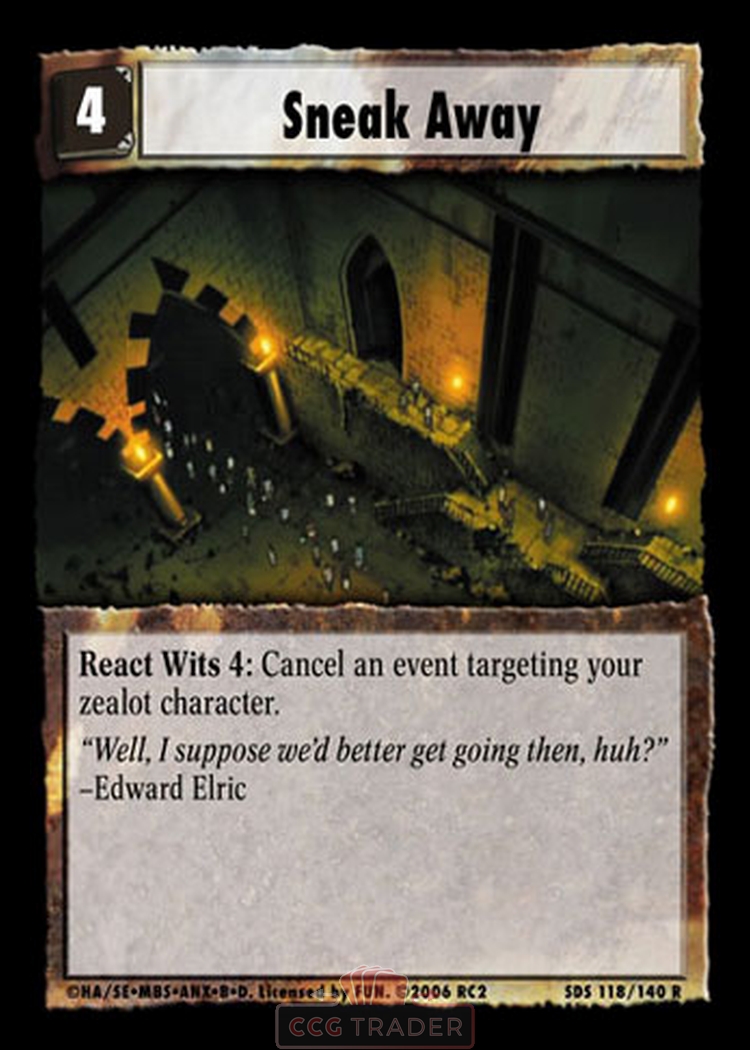 4
Sneak Away
React Wits 4: Cancel an event targeting your
zealot character.
“Well, I suppose we’d better get going then, huh?”
–Edward Elric
©HA/SE•MBS•ANX•B•D. Licensed by FUN. ©2006 RC2
SDS 118/140 R
CCG TRADER